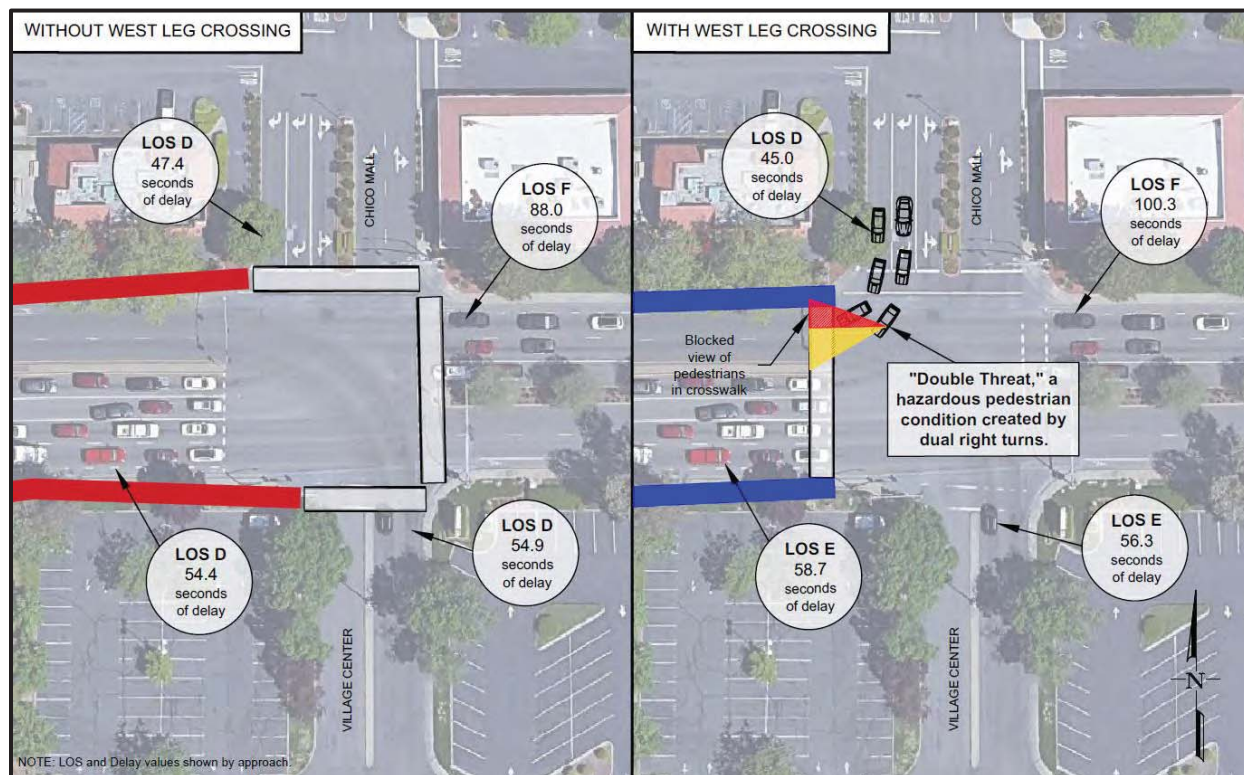 WITHOUT WEST LEG CROSSING
STOP
STOP
LOS D
47.4
seconds
of delay
CHICO MALL
LOS F
88.0
seconds
of delay
LOS D
54.4
seconds
of delay
LOS D
54.9
seconds
of delay
VILLAGE CENTER
NOTE: LOS and Delay values shown by approach.
WITH WEST LEG CROSSING
STOP
STOP
LOS D
45.0
seconds
of delay
CHICO MALL
LOS F
100.3
seconds
of delay
Blocked
view of
pedestrians
in crosswalk
"Double Threat," a
hazardous pedestrian
condition created by
dual right turns.
LOS E
58.7
seconds
of delay
LOS E
56.3
seconds
of delay
VILLAGE CENTER
N